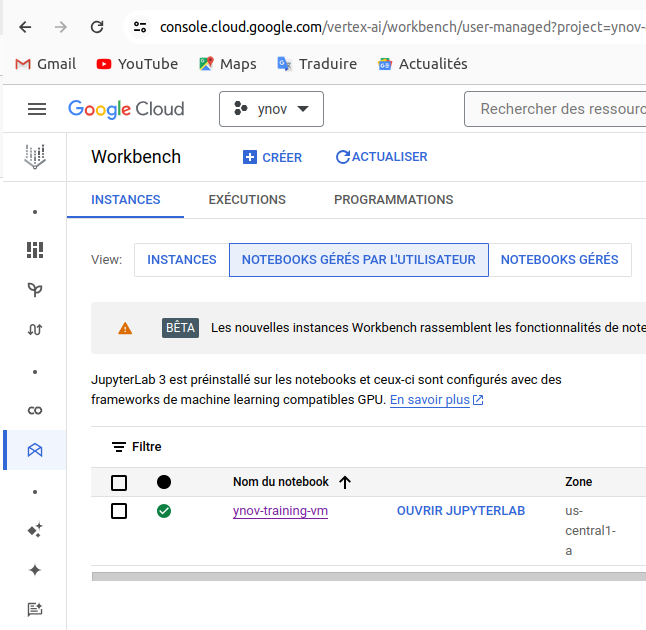 console.cloud.google.com/vertex-ai/workbench/user-managed?project=ynov-
Gmail YouTube Maps Traduire Actualités
Google Cloud ynov Rechercher des ressourc
Workbench CRÉER ACTUALISER
INSTANCES EXÉCUTIONS PROGRAMMATIONS
View: INSTANCES NOTEBOOKS GÉRÉS PAR L'UTILISATEUR NOTEBOOKS GÉRÉS
BÊTA Les nouvelles instances Workbench rassemblent les fonctionnalités de note
JupyterLab 3 est préinstallé sur les notebooks et ceux-ci sont configurés avec des
frameworks de machine learning compatibles GPU. En savoir plus
Filtre
Nom du notebook Zone
ynov-training-vm OUVRIR JUPYTERLAB us-
central1-
a